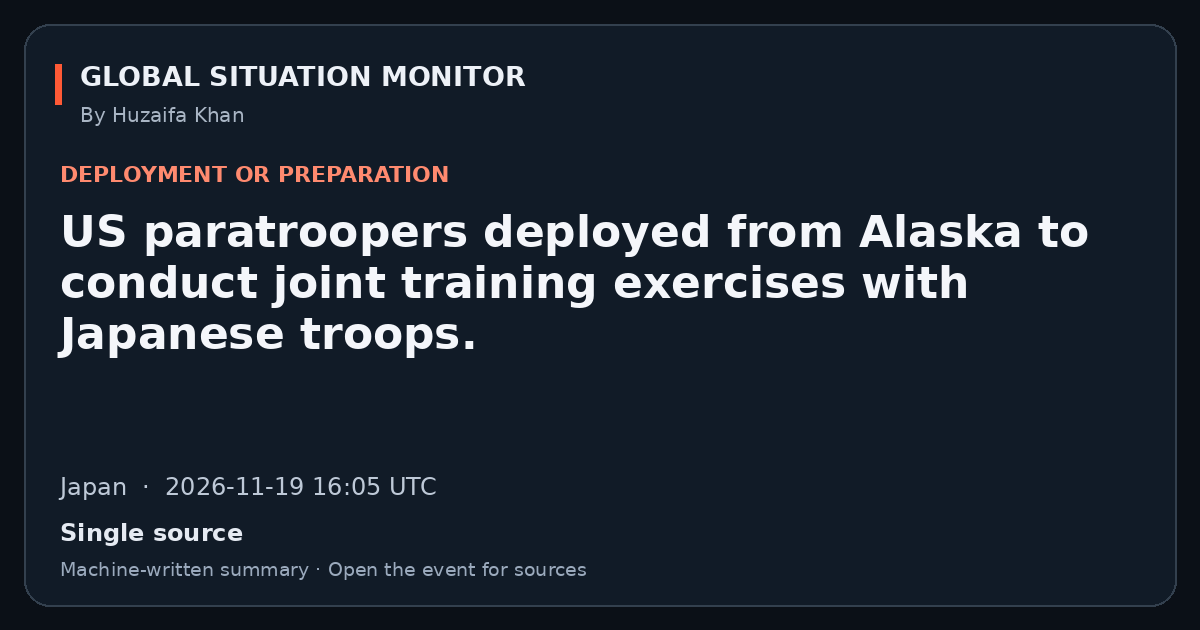 GLOBAL SITUATION MONITOR
By Huzaifa Khan
DEPLOYMENT OR PREPARATION
US paratroopers deployed from Alaska to
conduct joint training exercises with
Japanese troops.
Japan · 2026-11-19 16:05 UTC
Single source
Machine-written summary · Open the event for sources